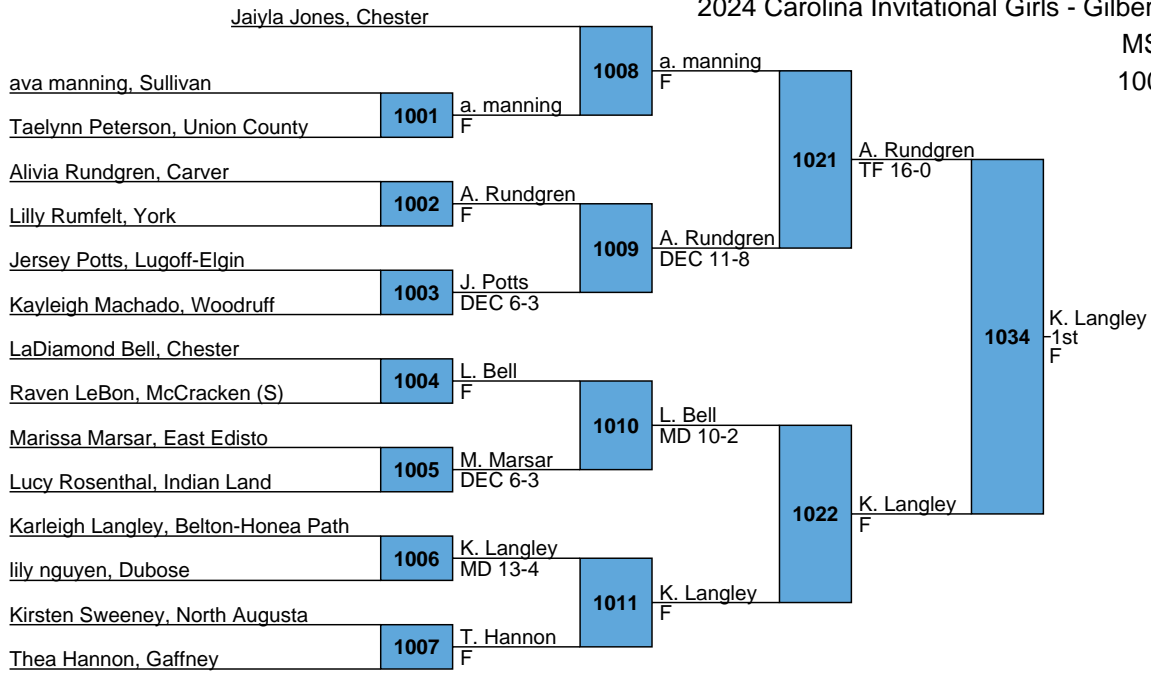 2024 Carolina Invitational Girls - Gilber
MS
100
Jaiyla Jones, Chester
1008
a. manning
F
ava manning, Sullivan
1001
a. manning
F
Taelynn Peterson, Union County
1021
A. Rundgren
TF 16-0
Alivia Rundgren, Carver
1002
A. Rundgren
F
Lilly Rumfelt, York
1009
A. Rundgren
DEC 11-8
Jersey Potts, Lugoff-Elgin
1003
J. Potts
DEC 6-3
Kayleigh Machado, Woodruff
1034
K. Langley
1st
F
LaDiamond Bell, Chester
1004
L. Bell
F
Raven LeBon, McCracken (S)
1010
L. Bell
MD 10-2
Marissa Marsar, East Edisto
1005
M. Marsar
DEC 6-3
Lucy Rosenthal, Indian Land
1022
K. Langley
F
Karleigh Langley, Belton-Honea Path
1006
K. Langley
MD 13-4
lily nguyen, Dubose
1011
K. Langley
F
Kirsten Sweeney, North Augusta
1007
T. Hannon
F
Thea Hannon, Gaffney